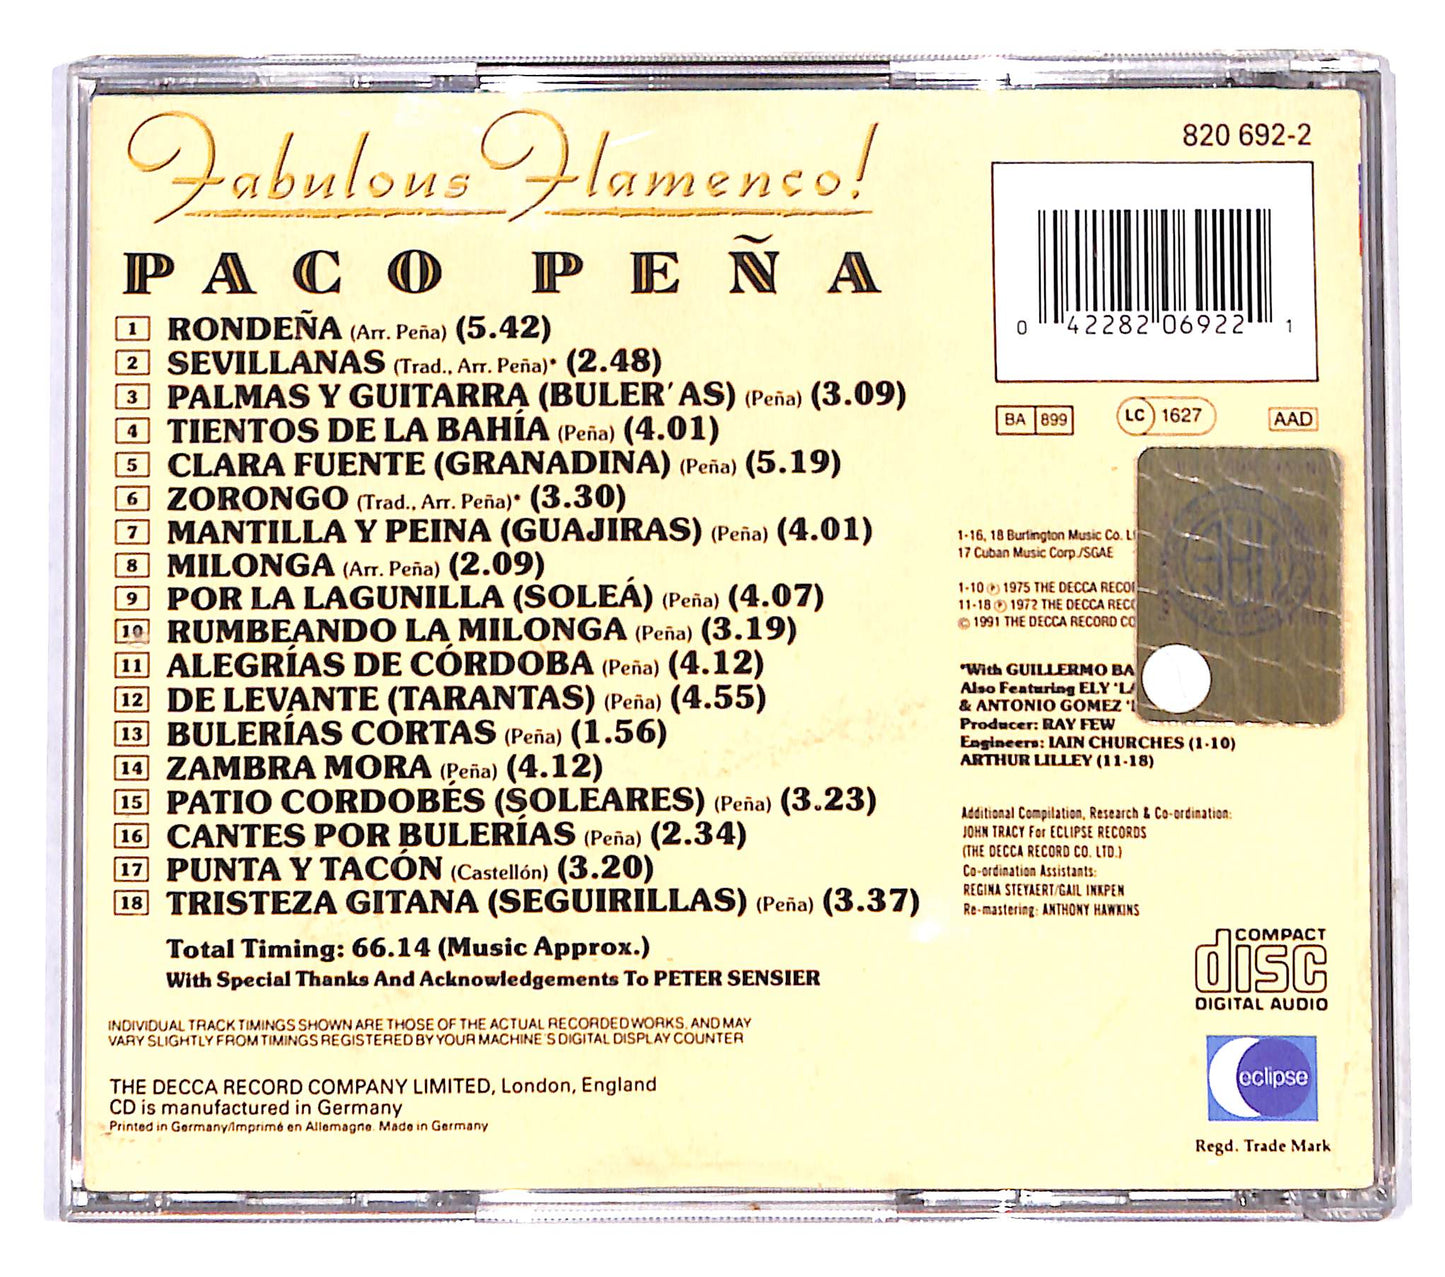 Fabulous Flamenco!
820 692-2
PACO PEÑA
1 RONDEÑA (Arr. Peña) (5.42)
2 SEVILLANAS (Trad., Arr. Peña)* (2.48)
3 PALMAS Y GUITARRA (BULER'AS) (Peña) (3.09)
4 TIENTOS DE LA BAHÍA (Peña) (4.01)
5 CLARA FUENTE (GRANADINA) (Peña) (5.19)
6 ZORONGO (Trad., Arr. Peña)* (3.30)
7 MANTILLA Y PEINA (GUAJIRAS) (Peña) (4.01)
8 MILONGA (Arr. Peña) (2.09)
9 POR LA LAGUNILLA (SOLEÁ) (Peña) (4.07)
10 RUMBEANDO LA MILONGA (Peña) (3.19)
11 ALEGRÍAS DE CÓRDOBA (Peña) (4.12)
12 DE LEVANTE (TARANTAS) (Peña) (4.55)
13 BULERÍAS CORTAS (Peña) (1.56)
14 ZAMBRA MORA (Peña) (4.12)
15 PATIO CORDOBÉS (SOLEARES) (Peña) (3.23)
16 CANTES POR BULERÍAS (Peña) (2.34)
17 PUNTA Y TACÓN (Castellón) (3.20)
18 TRISTEZA GITANA (SEGUIRILLAS) (Peña) (3.37)
Total Timing: 66.14 (Music Approx.)
With Special Thanks And Acknowledgements To PETER SENSIER
INDIVIDUAL TRACK TIMINGS SHOWN ARE THOSE OF THE ACTUAL RECORDED WORKS, AND MAY
VARY SLIGHTLY FROM TIMINGS REGISTERED BY YOUR MACHINE'S DIGITAL DISPLAY COUNTER
THE DECCA RECORD COMPANY LIMITED, London, England
CD is manufactured in Germany
Printed in Germany/Imprimé en Allemagne. Made in Germany
0 42282 06922 1
BA 899 LC 1627 AAD
1-16, 18 Burlington Music Co.
17 Cuban Music Corp./SGAE
1-10 ℗ 1975 THE DECCA
11-18 ℗ 1972 THE DECCA
© 1991 THE DECCA RECORD
*With GUILLERMO
Also Featuring ELY
& ANTONIO GOMEZ
Producer: RAY FEW
Engineers: IAIN CHURCHES (1-10)
ARTHUR LILLEY (11-18)
Additional Compilation, Research & Co-ordination:
JOHN TRACY For ECLIPSE RECORDS
(THE DECCA RECORD CO. LTD.)
Co-ordination Assistants:
REGINA STEYAERT/GAIL INKPEN
Re-mastering: ANTHONY HAWKINS
COMPACT
disc
DIGITAL AUDIO
eclipse
Regd. Trade Mark